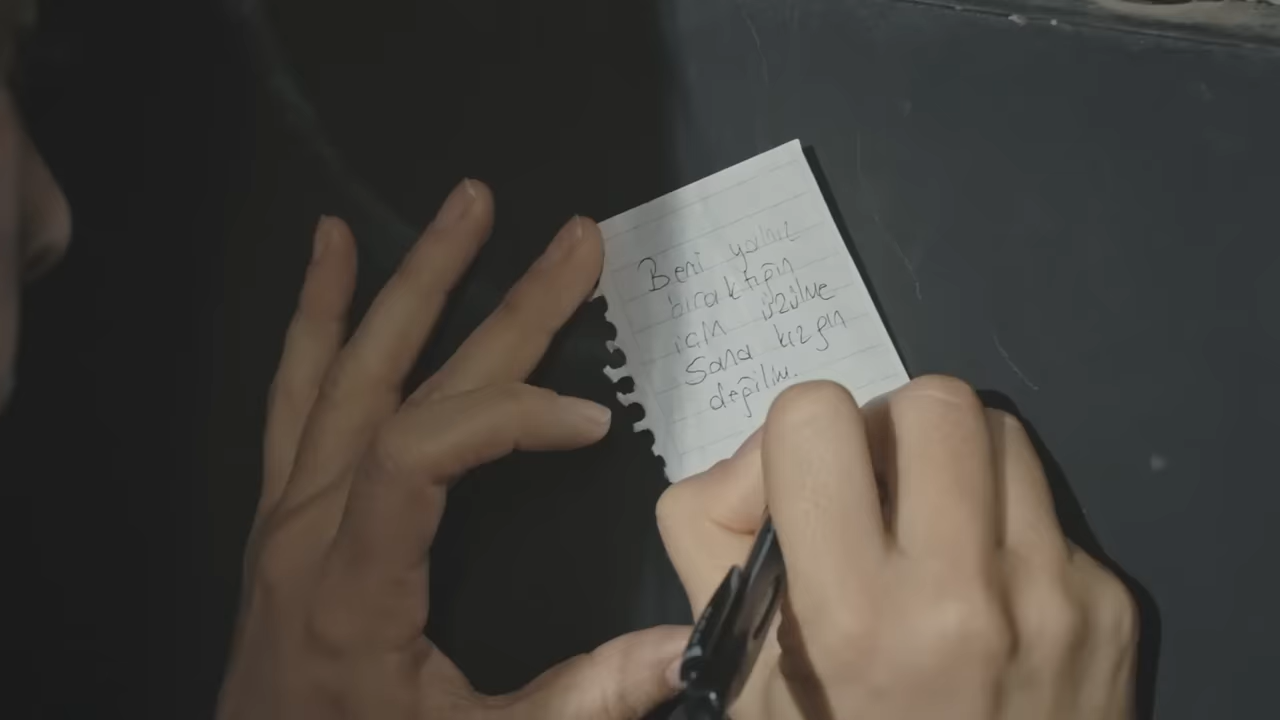 Beni yalnız
bıraktığın
için üzülme
Sana kızgın
değilim.